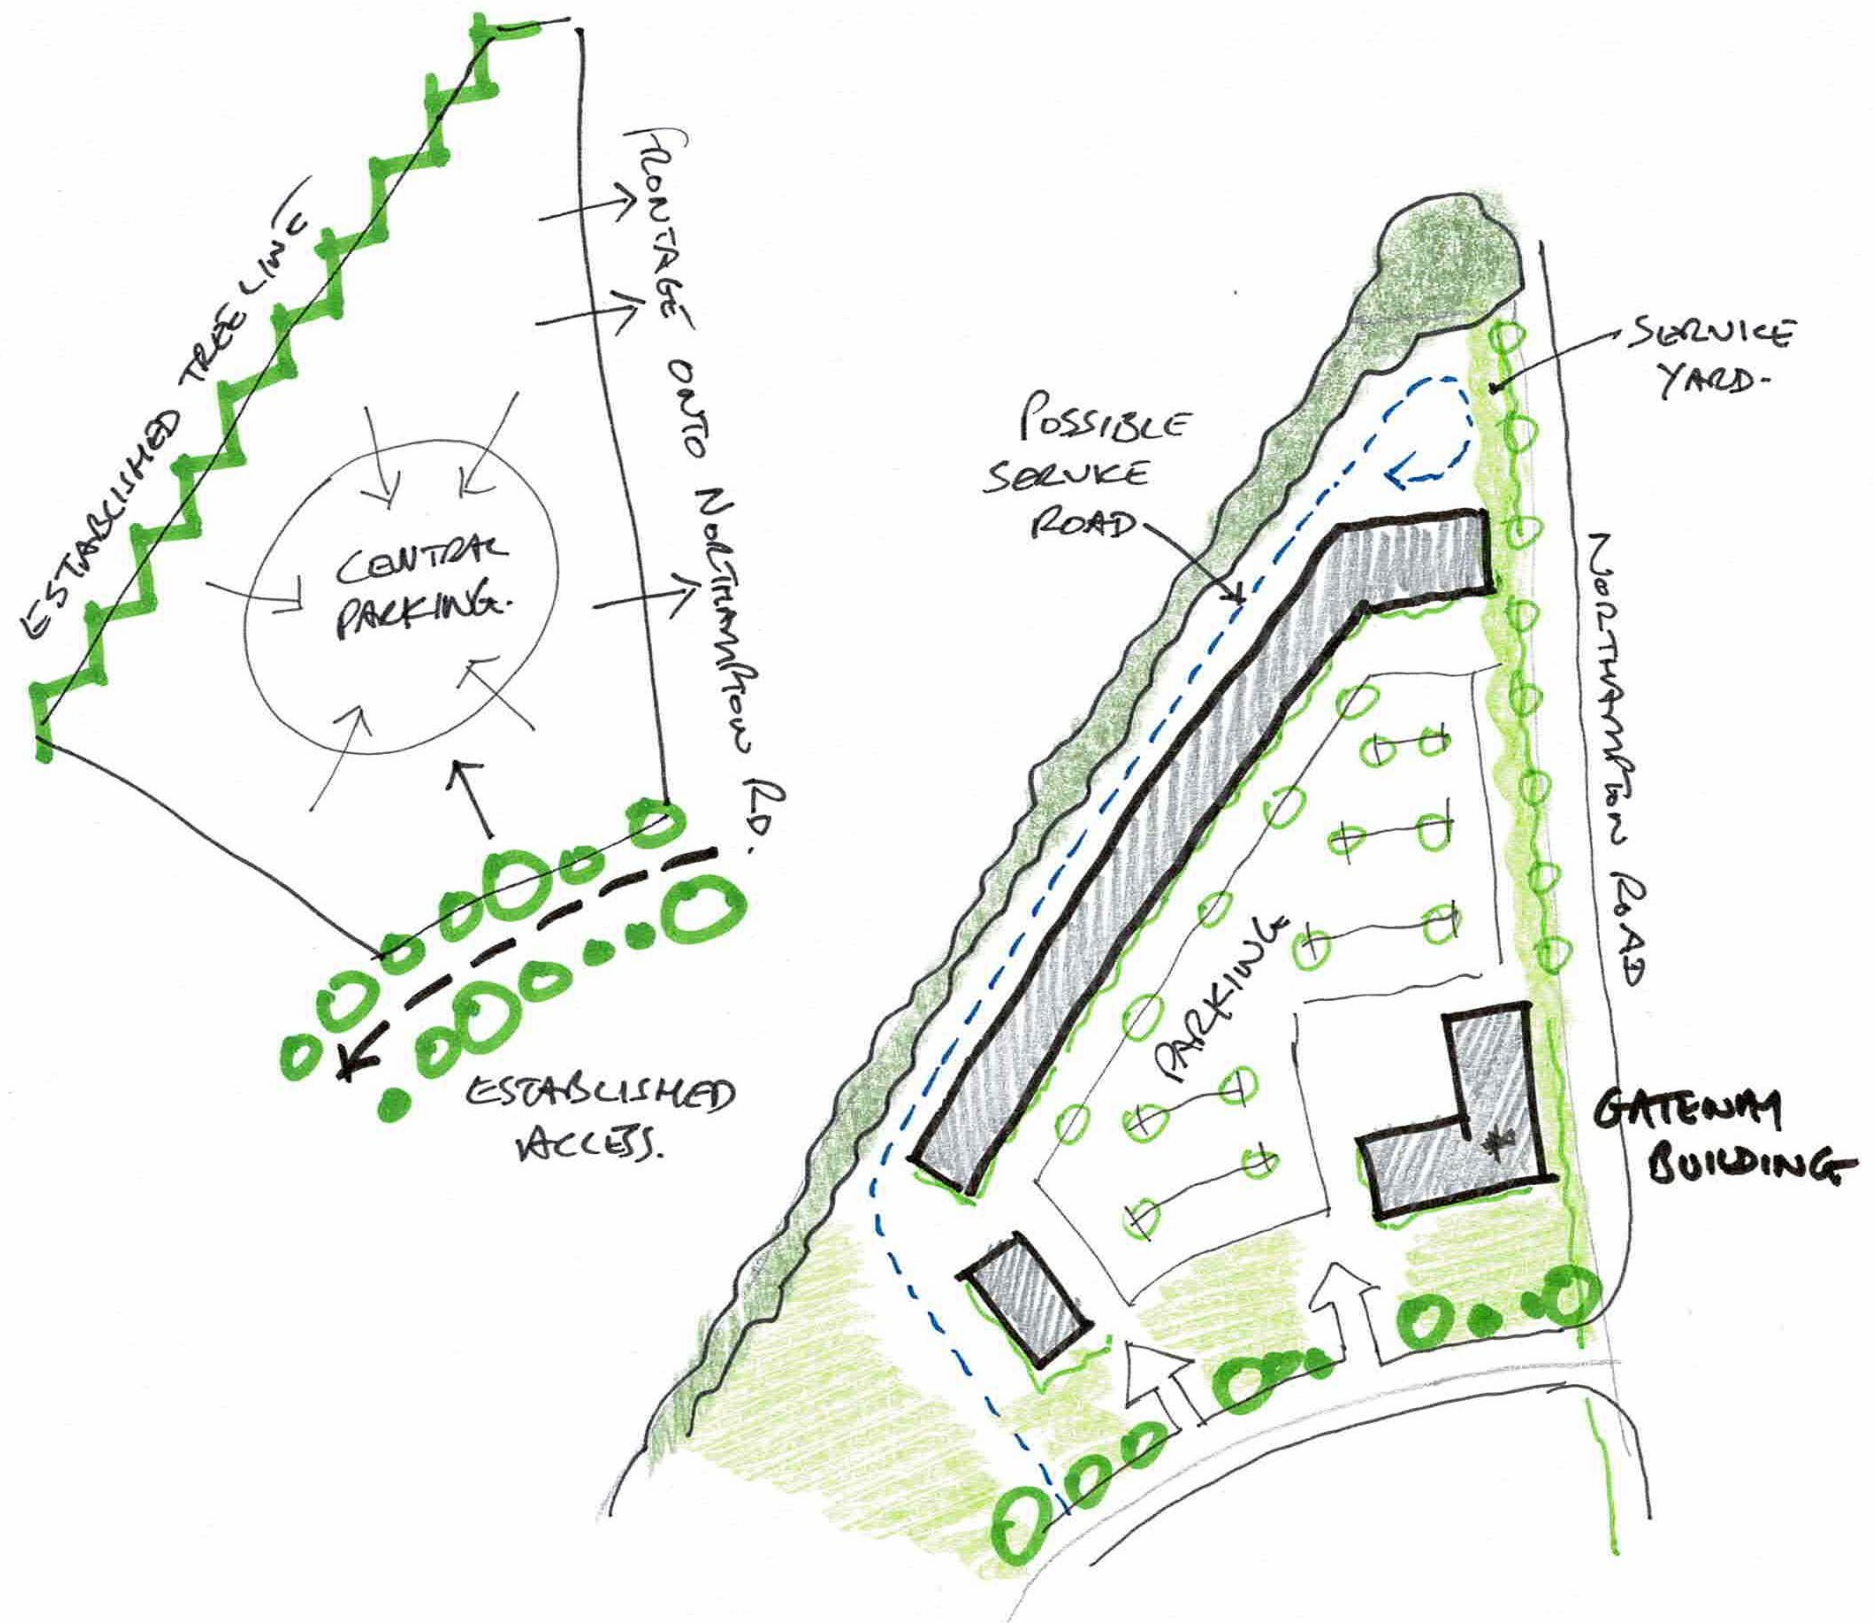 ESTABLISHED TREE LINE
FRONTAGE ONTO NORTHAMPTON RD.
CENTRAL
PARKING.
ESTABLISHED
ACCESS.
POSSIBLE
SERVICE
ROAD
SERVICE
YARD.
NORTHAMPTON ROAD
PARKING
GATEWAY
BUILDING